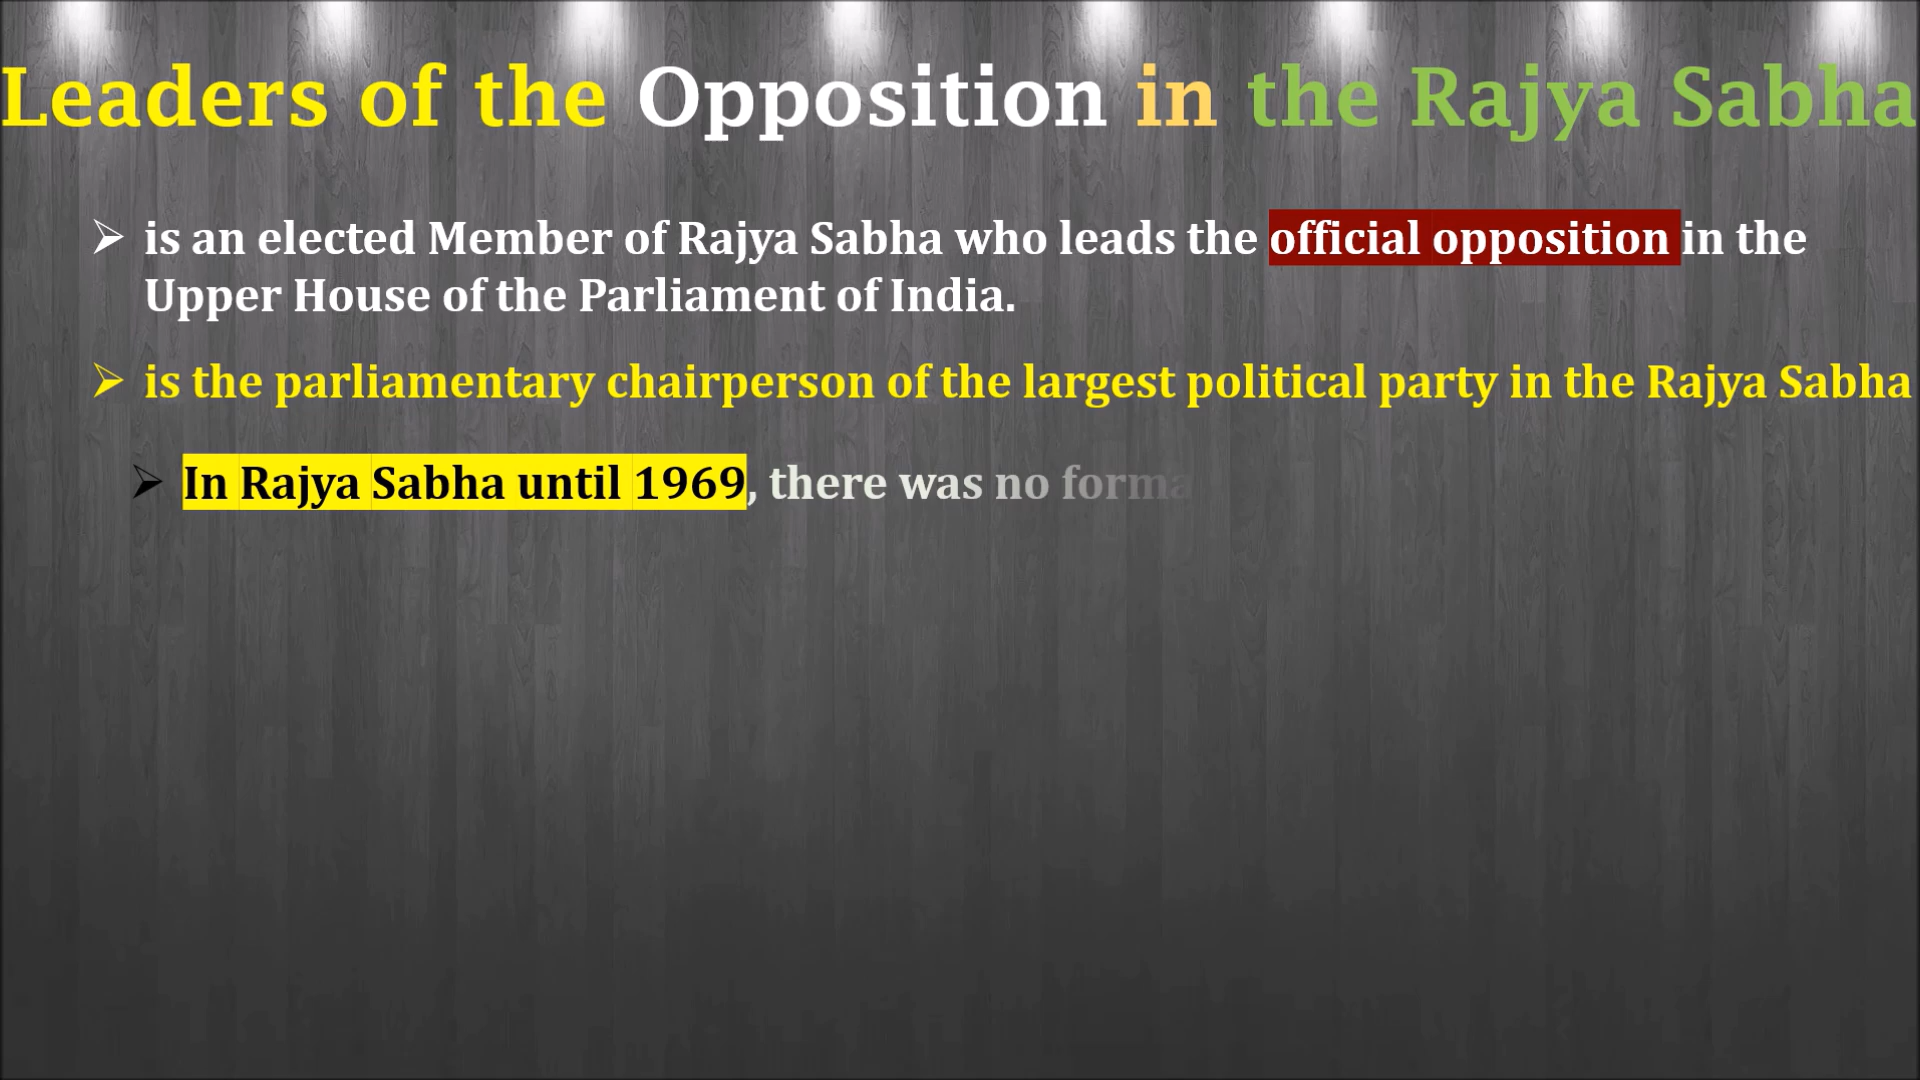 Leaders of the Opposition in the Rajya Sabha
➢ is an elected Member of Rajya Sabha who leads the official opposition in the
Upper House of the Parliament of India.
➢ is the parliamentary chairperson of the largest political party in the Rajya Sabha
➢ In Rajya Sabha until 1969, there was no